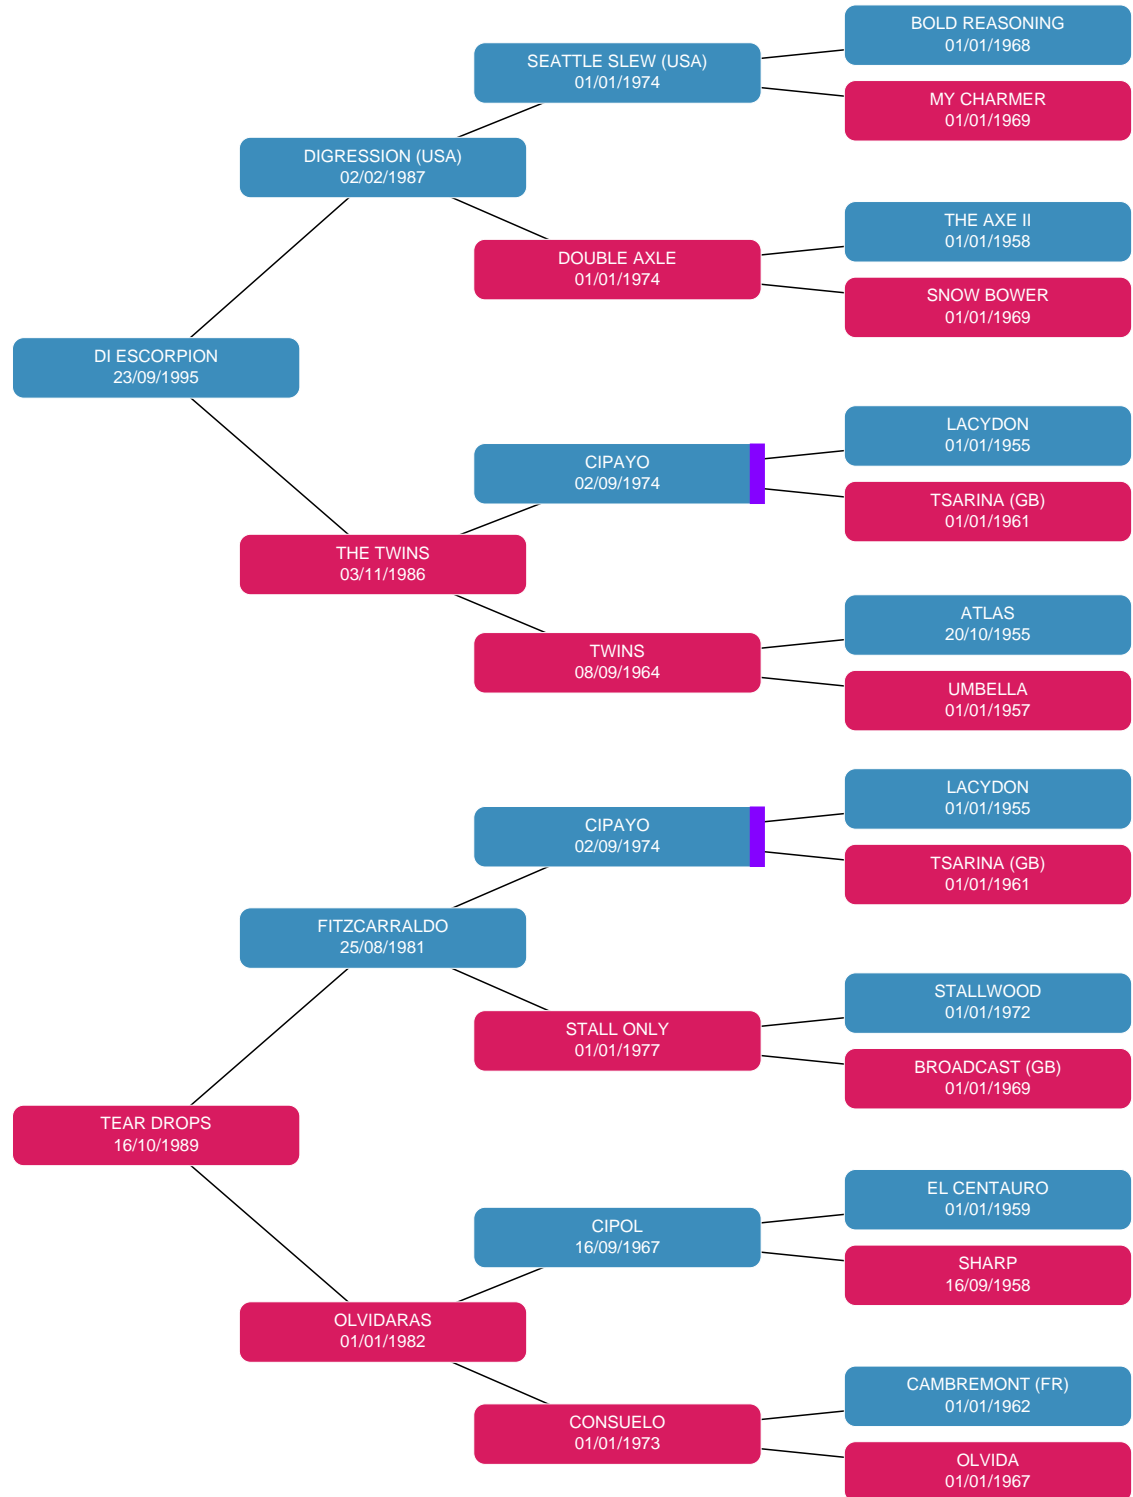 BOLD REASONING
01/01/1968
SEATTLE SLEW (USA)
01/01/1974
MY CHARMER
01/01/1969
DIGRESSION (USA)
02/02/1987
THE AXE II
01/01/1958
DOUBLE AXLE
01/01/1974
SNOW BOWER
01/01/1969
DI ESCORPION
23/09/1995
LACYDON
01/01/1955
CIPAYO
02/09/1974
TSARINA (GB)
01/01/1961
THE TWINS
03/11/1986
ATLAS
20/10/1955
TWINS
08/09/1964
UMBELLA
01/01/1957
LACYDON
01/01/1955
CIPAYO
02/09/1974
TSARINA (GB)
01/01/1961
FITZCARRALDO
25/08/1981
STALLWOOD
01/01/1972
STALL ONLY
01/01/1977
BROADCAST (GB)
01/01/1969
TEAR DROPS
16/10/1989
EL CENTAURO
01/01/1959
CIPOL
16/09/1967
SHARP
16/09/1958
OLVIDARAS
01/01/1982
CAMBREMONT (FR)
01/01/1962
CONSUELO
01/01/1973
OLVIDA
01/01/1967